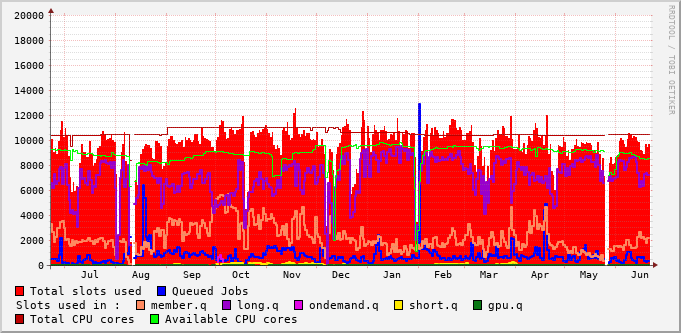 RRDTOOL / TOBI OETIKER
20000
18000
16000
14000
12000
10000
8000
6000
4000
2000
0
Jul Aug Sep Oct Nov Dec Jan Feb Mar Apr May Jun
Total slots used Queued Jobs
Slots used in : member.q long.q ondemand.q short.q gpu.q
Total CPU cores Available CPU cores